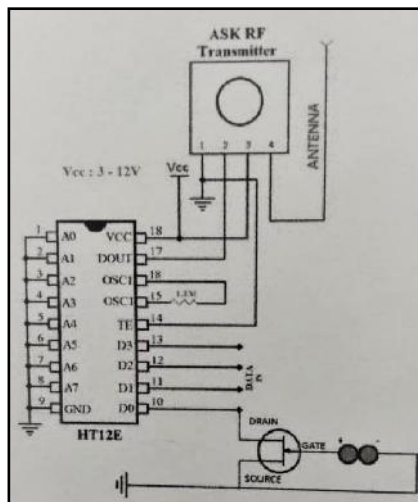 ASK RF
Transmitter
1 2 3 4
ANTENNA
Vcc : 3 - 12V
Vcc
1 A0 VCC 18
2 A1 DOUT 17
3 A2 OSC1 18
4 A3 OSC1 15
5 A4 TE 14
6 A5 D3 13
7 A6 D2 12
8 A7 D1 11
9 GND D0 10
HT12E
DATA
DRAIN
GATE
+ -
SOURCE